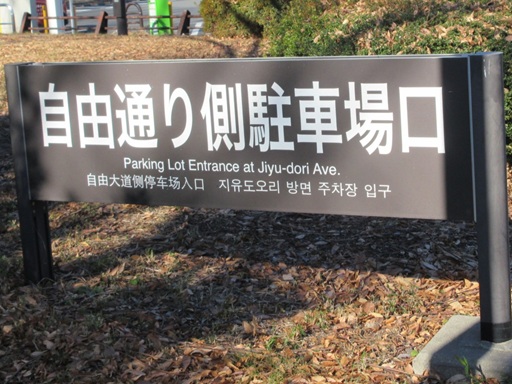 自由通り側駐車場口
Parking Lot Entrance at Jiyu-dori Ave.
自由大道侧停车场入口 지유도오리 방면 주차장 입구